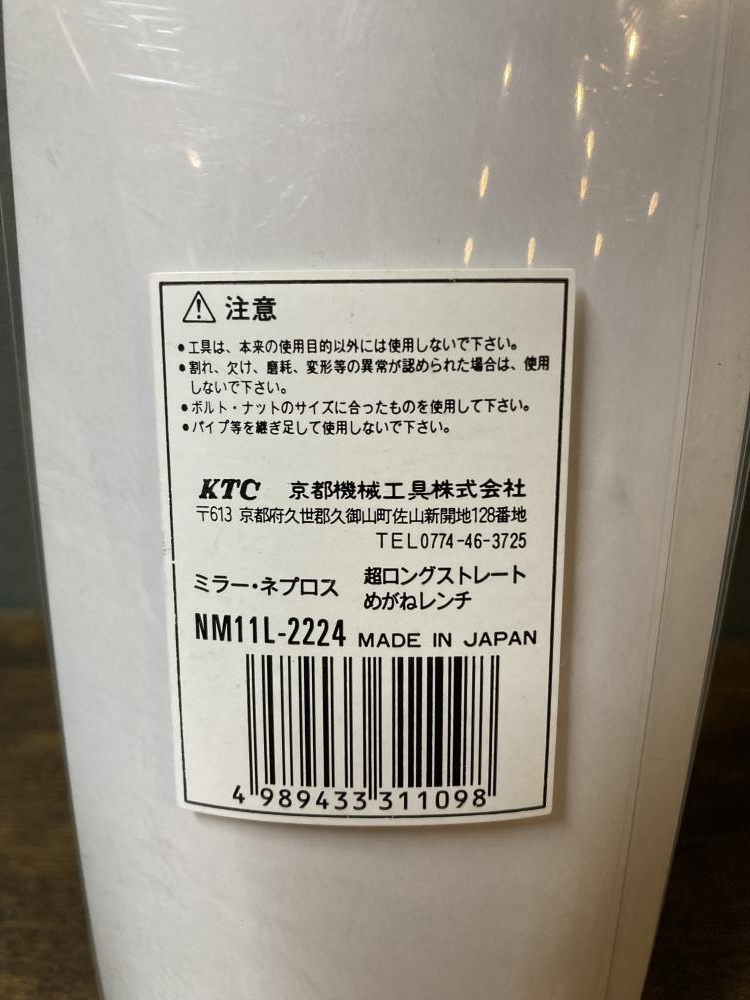 ⚠ 注意
•工具は、本来の使用目的以外には使用しないで下さい。
•割れ、欠け、磨耗、変形等の異常が認められた場合は、使用
しないで下さい。
•ボルト・ナットのサイズに合ったものを使用して下さい。
•パイプ等を継ぎ足して使用しないで下さい。
KTC 京都機械工具株式会社
〒613 京都府久世郡久御山町佐山新開地128番地
TEL0774-46-3725
ミラー・ネプロス 超ロングストレート
めがねレンチ
NM11L-2224 MADE IN JAPAN
4 989433 311098